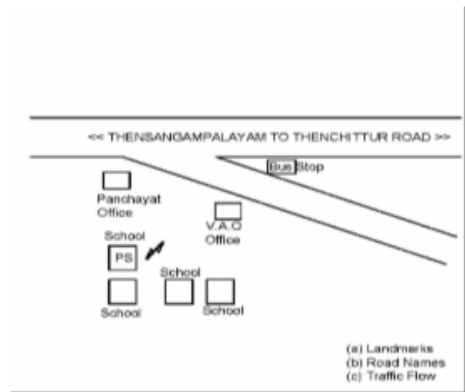 << THENSANGAMPALAYAM TO THENCHITTUR ROAD >>
Bus Stop
Panchayat
Office
V.A.O
Office
School
PS
School
School
School
(a) Landmarks
(b) Road Names
(c) Traffic Flow